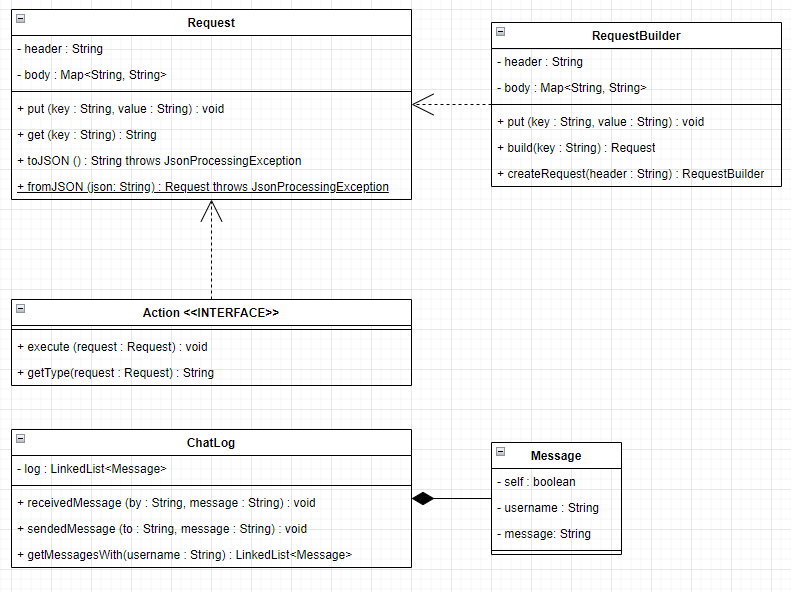 Request
- header : String
- body : Map<String, String>
+ put (key : String, value : String) : void
+ get (key : String) : String
+ toJSON () : String throws JsonProcessingException
+ fromJSON (json: String) : Request throws JsonProcessingException
RequestBuilder
- header : String
- body : Map<String, String>
+ put (key : String, value : String) : void
+ build(key : String) : Request
+ createRequest(header : String) : RequestBuilder
Action <<INTERFACE>>
+ execute (request : Request) : void
+ getType(request : Request) : String
ChatLog
- log : LinkedList<Message>
+ receivedMessage (by : String, message : String) : void
+ sendedMessage (to : String, message : String) : void
+ getMessagesWith(username : String) : LinkedList<Message>
Message
- self : boolean
- username : String
- message: String